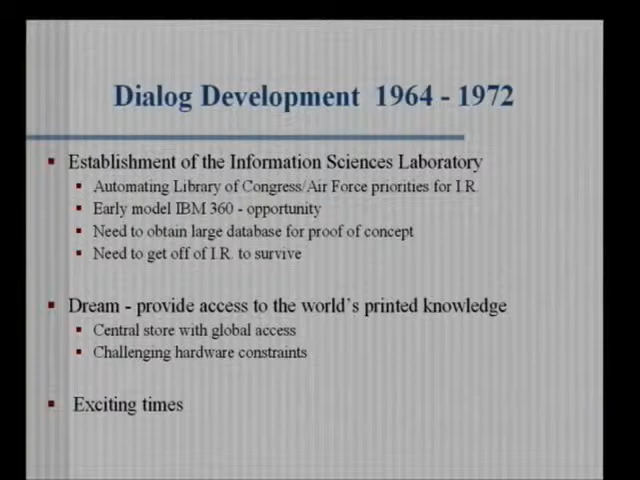 Dialog Development 1964 - 1972
Establishment of the Information Sciences Laboratory
Automating Library of Congress/Air Force priorities for I.R.
Early model IBM 360 - opportunity
Need to obtain large database for proof of concept
Need to get off of I.R. to survive
Dream - provide access to the world's printed knowledge
Central store with global access
Challenging hardware constraints
Exciting times